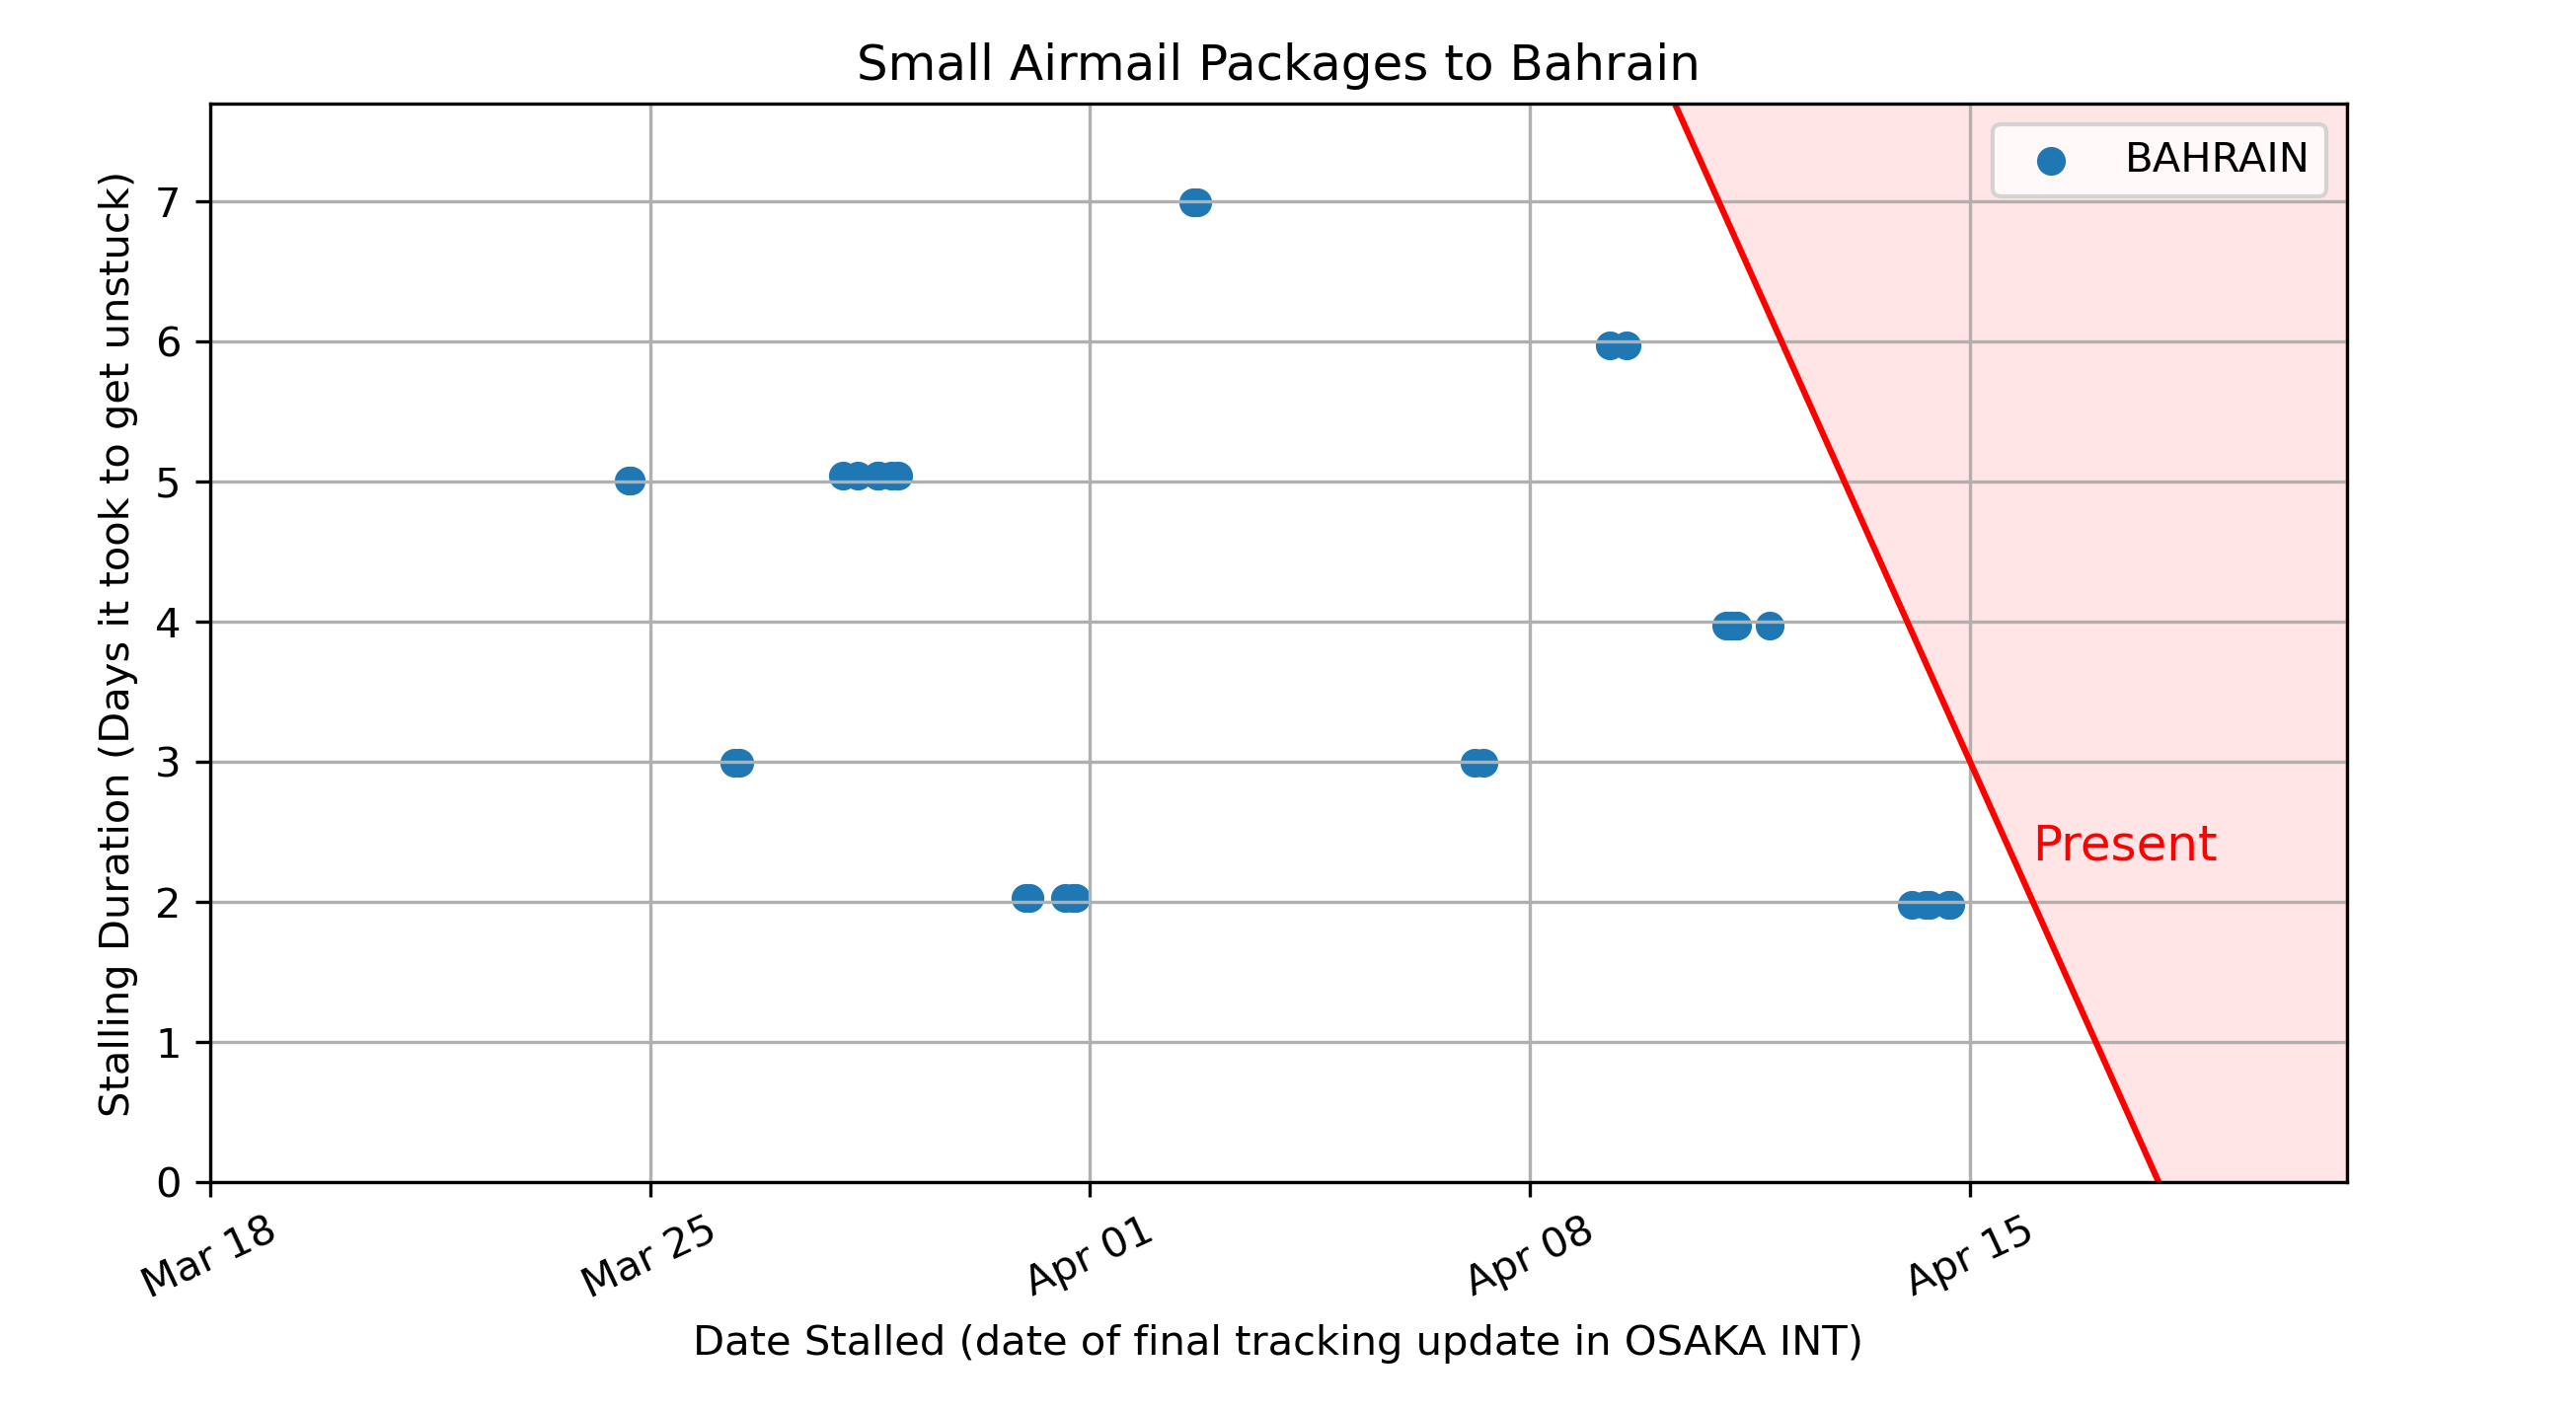 Small Airmail Packages to Bahrain
BAHRAIN
Stalling Duration (Days it took to get unstuck)
7
6
5
4
3
2
1
0
Present
Mar 18
Mar 25
Apr 01
Apr 08
Apr 15
Date Stalled (date of final tracking update in OSAKA INT)